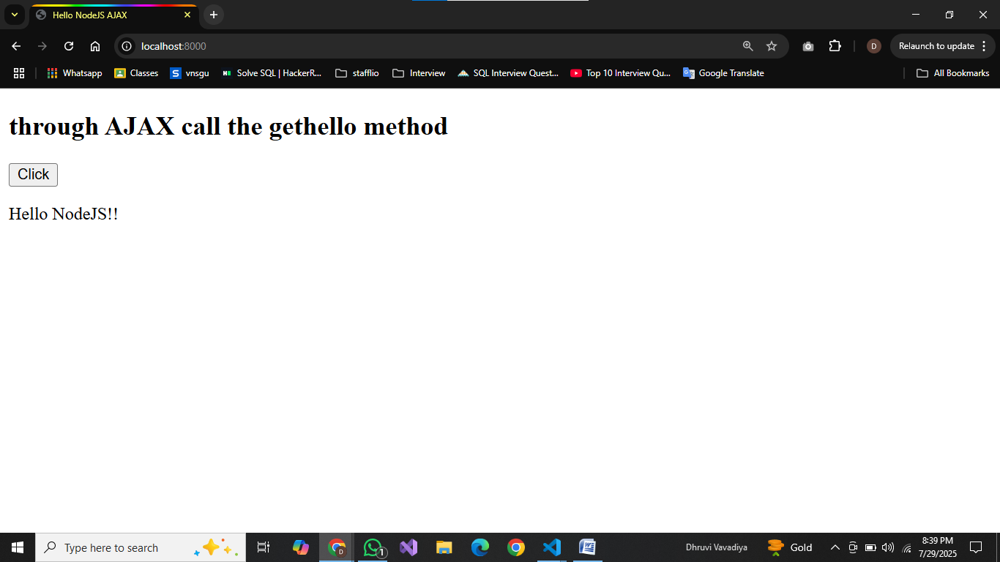 Hello NodeJS AJAX
localhost:8000
D
Relaunch to update
Whatsapp
Classes
S
vnsgu
Solve SQL | HackerR...
stafflio
Interview
SQL Interview Quest...
Top 10 Interview Qu...
Google Translate
All Bookmarks
through AJAX call the gethello method
Click
Hello NodeJS!!
Type here to search
D
1
W
Dhruvi Vavadiya
Gold
8:39 PM
7/29/2025